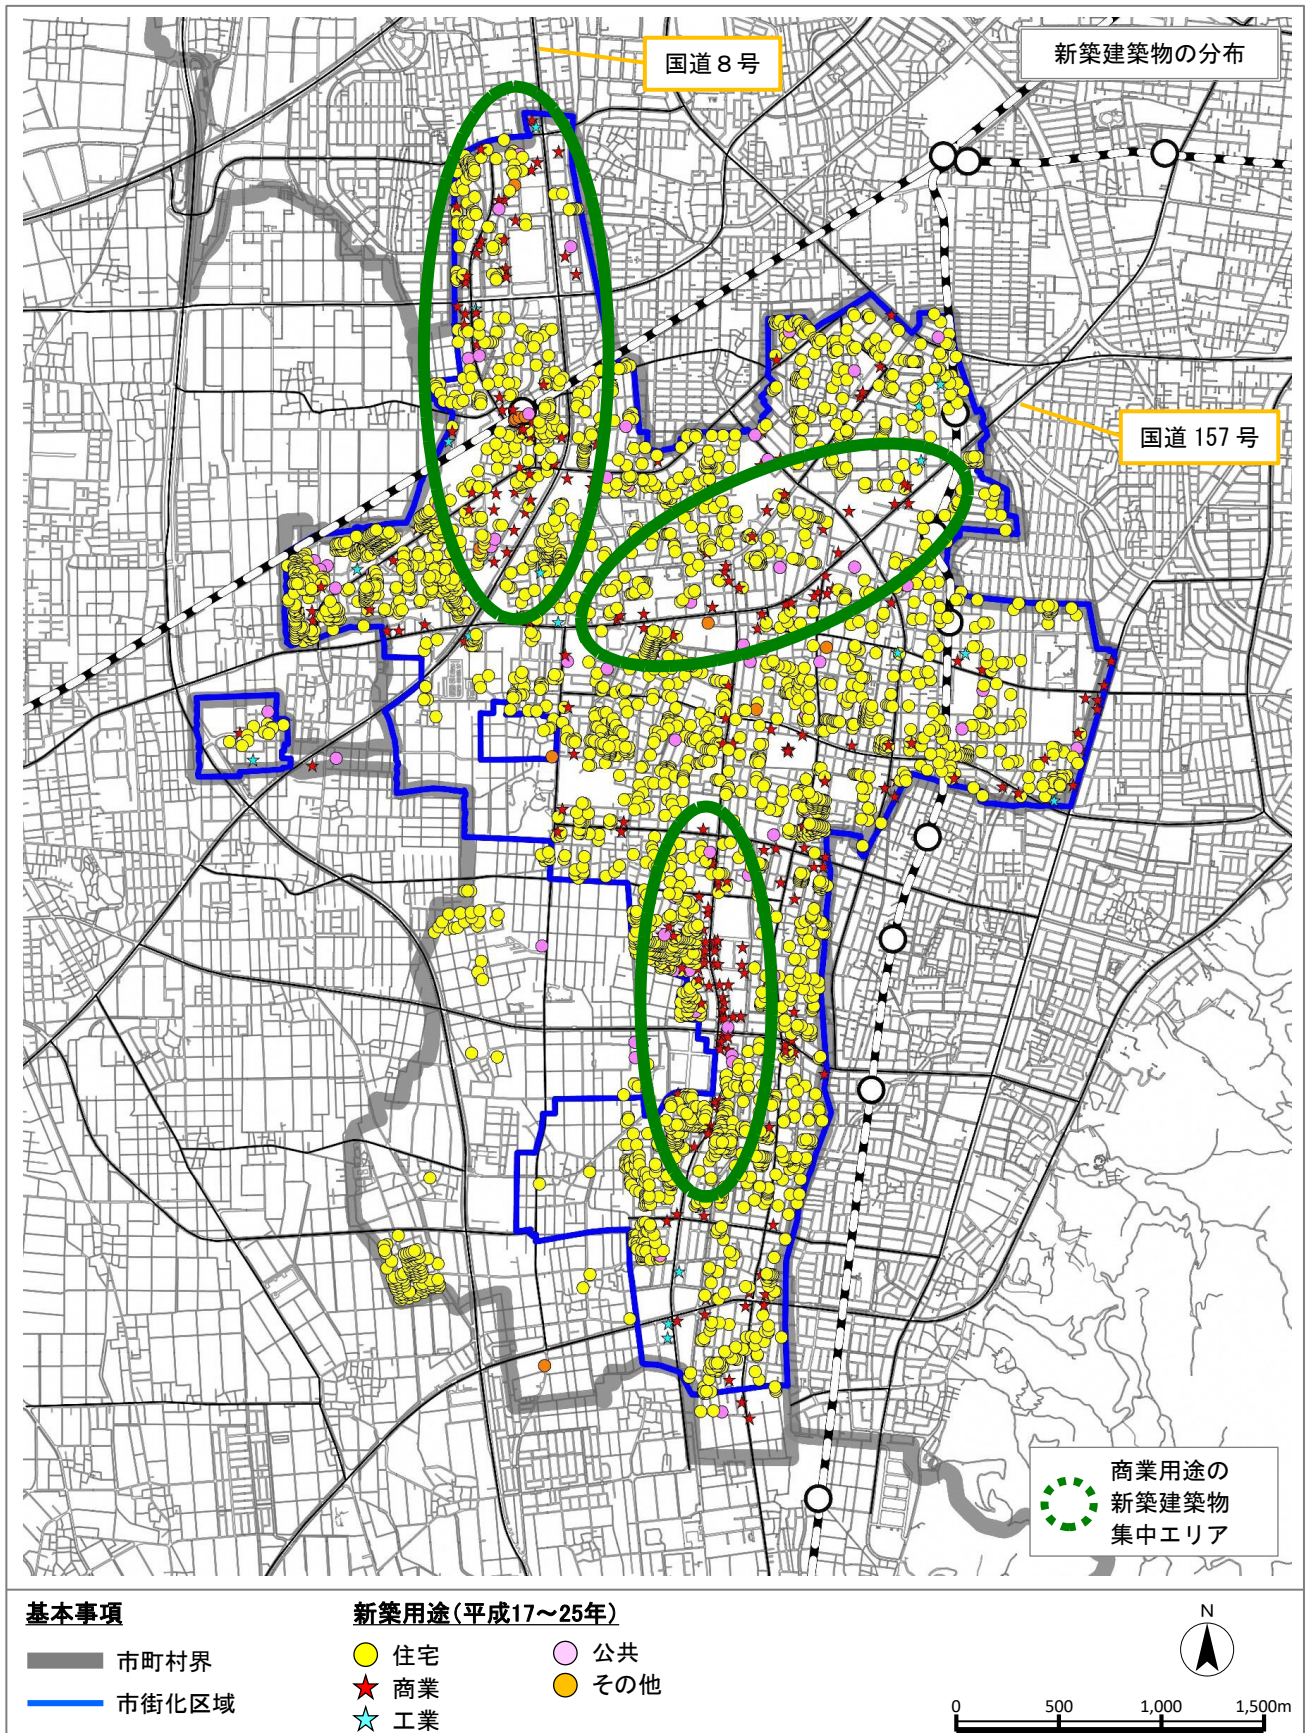 新築建築物の分布
国道８号
国道 157 号
商業用途の
新築建築物
集中エリア
基本事項
市町村界
市街化区域
新築用途(平成17～25年)
住宅
商業
工業
公共
その他
N
0 500 1,000 1,500m